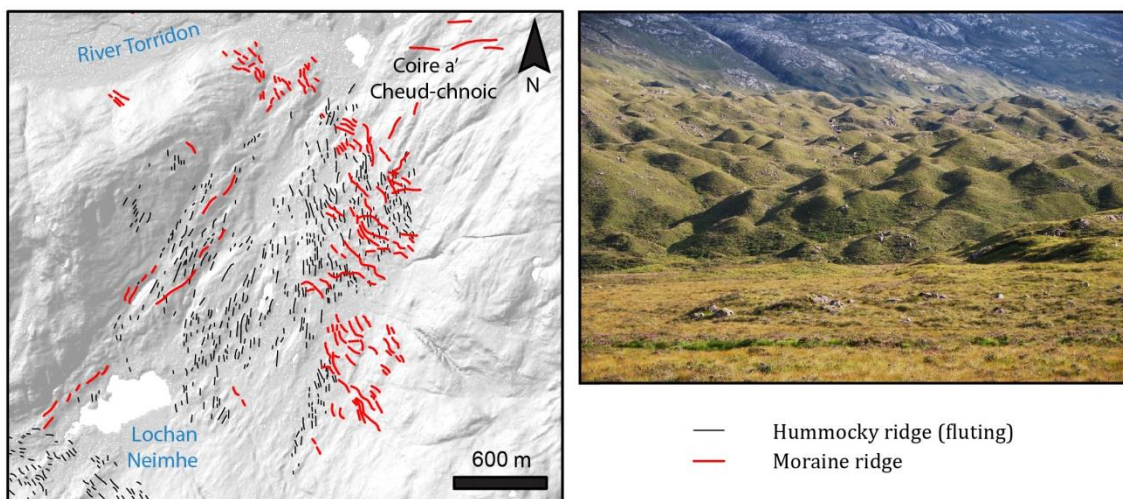 River Torridon
Coire a'
Cheud-chnoic
N
Lochan
Neimhe
600 m
Hummocky ridge (fluting)
Moraine ridge